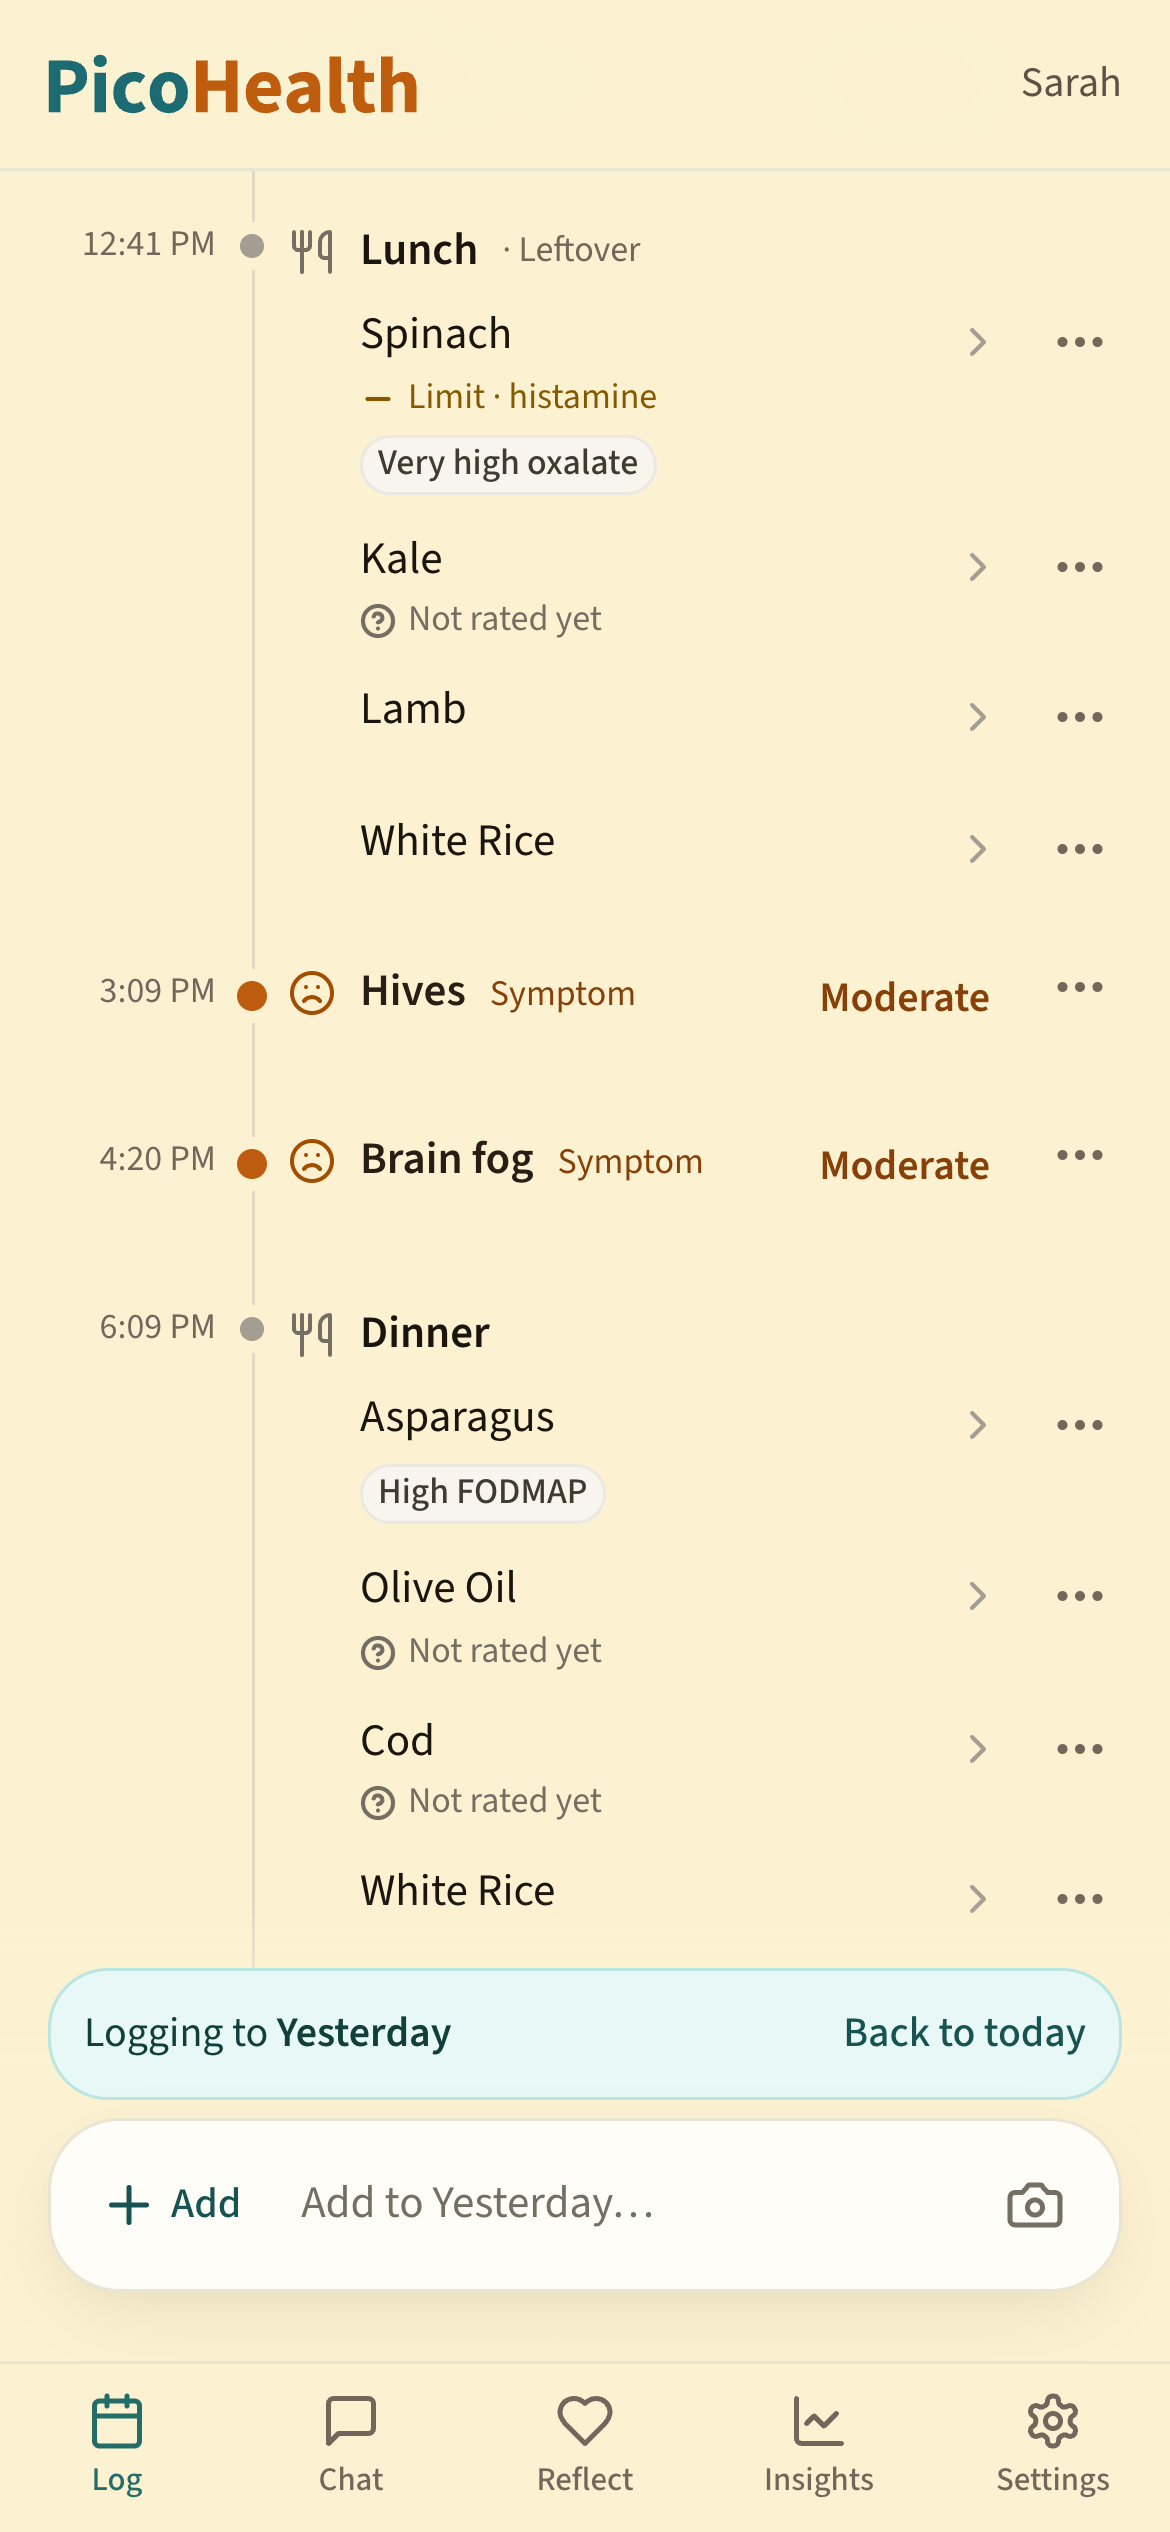 PicoHealth
Sarah
12:41 PM
Lunch · Leftover
Spinach
Limit · histamine
Very high oxalate
Kale
Not rated yet
Lamb
White Rice
3:09 PM
Hives Symptom
Moderate
4:20 PM
Brain fog Symptom
Moderate
6:09 PM
Dinner
Asparagus
High FODMAP
Olive Oil
Not rated yet
Cod
Not rated yet
White Rice
Logging to Yesterday
Back to today
Add
Add to Yesterday...
Log
Chat
Reflect
Insights
Settings